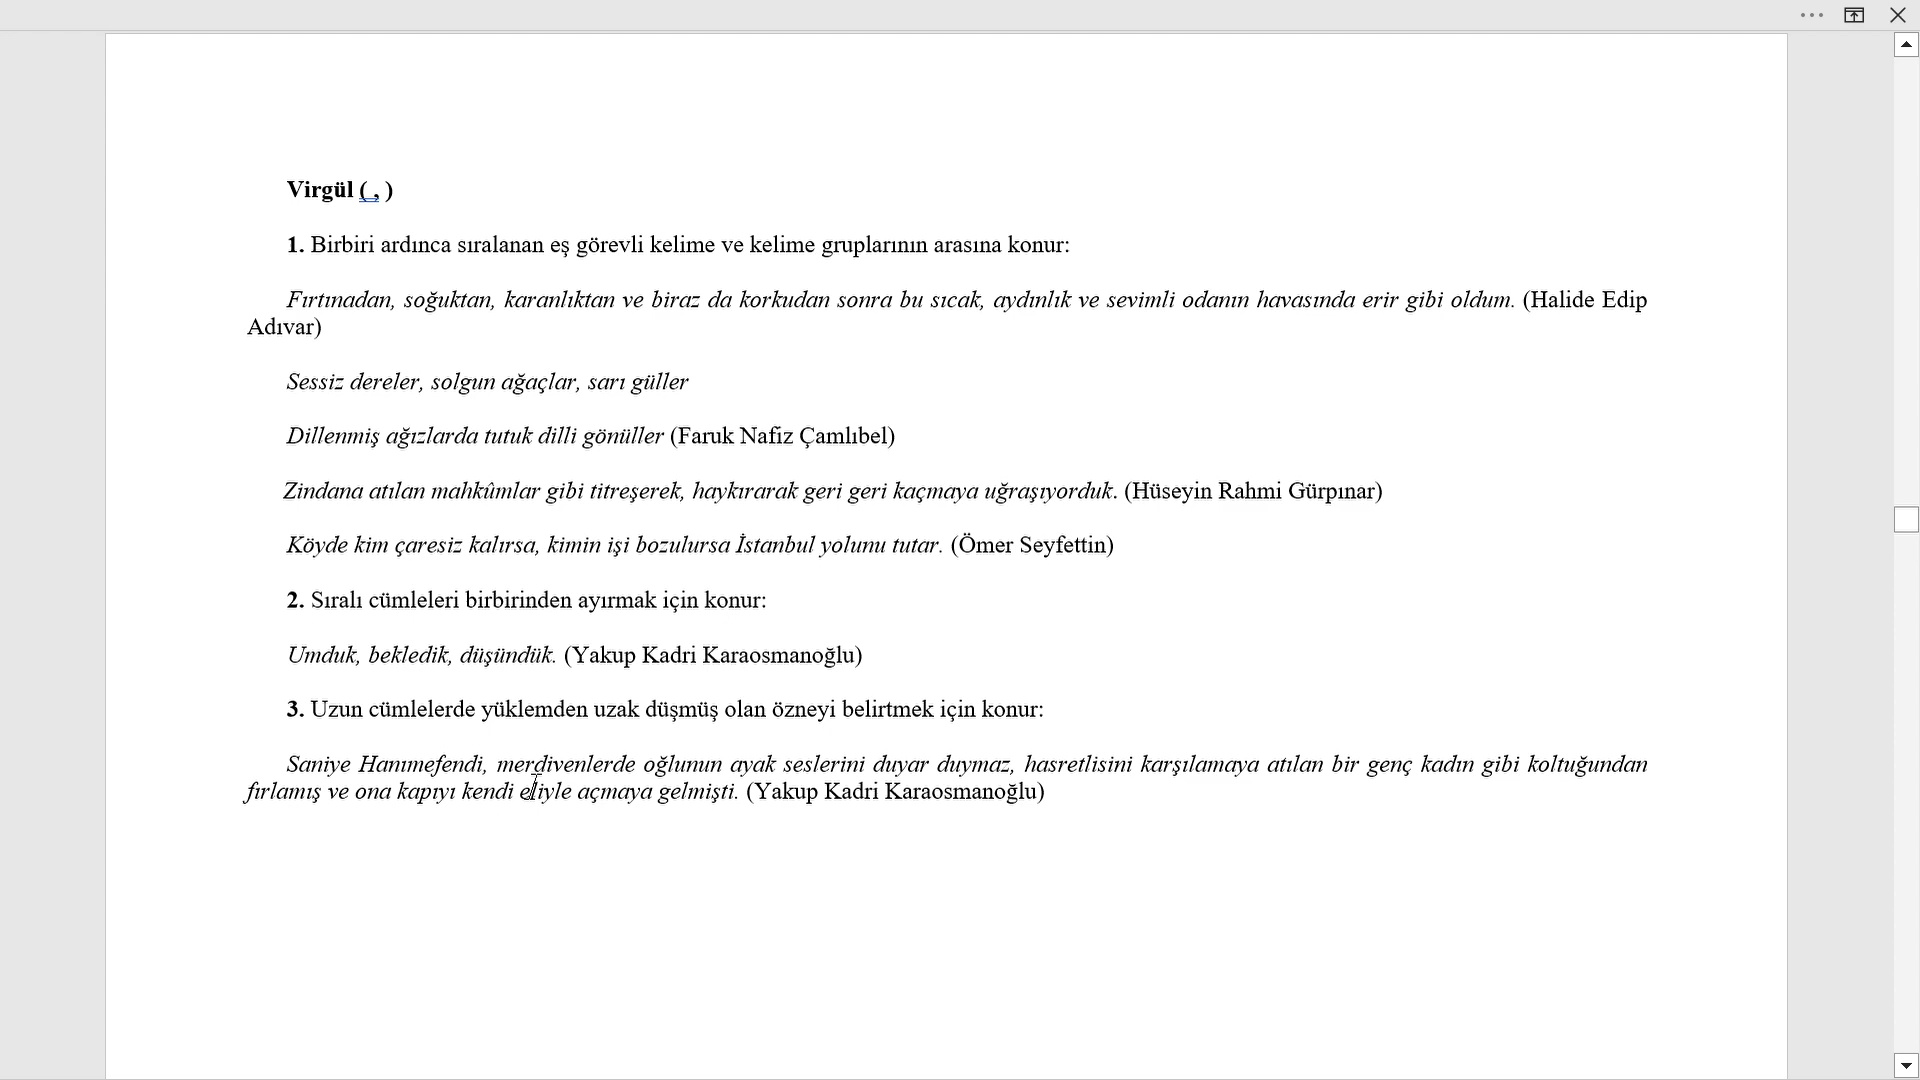 Virgül ( , )
1. Birbiri ardınca sıralanan eş görevli kelime ve kelime gruplarının arasına konur:
Fırtınadan, soğuktan, karanlıktan ve biraz da korkudan sonra bu sıcak, aydınlık ve sevimli odanın havasında erir gibi oldum. (Halide Edip
Adıvar)
Sessiz dereler, solgun ağaçlar, sarı güller
Dillenmiş ağızlarda tutuk dilli gönüller (Faruk Nafiz Çamlıbel)
Zindana atılan mahkûmlar gibi titreşerek, haykırarak geri geri kaçmaya uğraşıyorduk. (Hüseyin Rahmi Gürpınar)
Köyde kim çaresiz kalırsa, kimin işi bozulursa İstanbul yolunu tutar. (Ömer Seyfettin)
2. Sıralı cümleleri birbirinden ayırmak için konur:
Umduk, bekledik, düşündük. (Yakup Kadri Karaosmanoğlu)
3. Uzun cümlelerde yüklemden uzak düşmüş olan özneyi belirtmek için konur:
Saniye Hanımefendi, merdivenlerde oğlunun ayak seslerini duyar duymaz, hasretlisini karşılamaya atılan bir genç kadın gibi koltuğundan
fırlamış ve ona kapıyı kendi eliyle açmaya gelmişti. (Yakup Kadri Karaosmanoğlu)